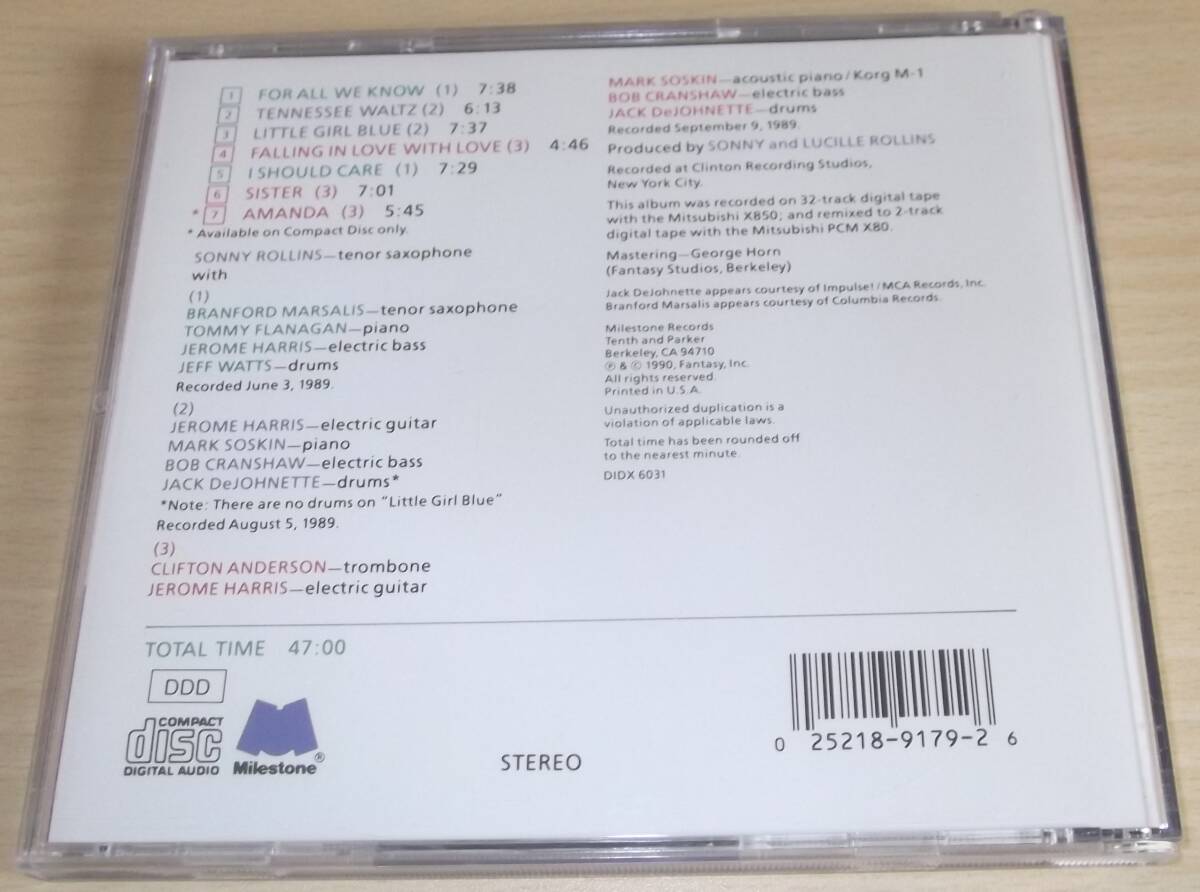 1 FOR ALL WE KNOW (1) 7:38
2 TENNESSEE WALTZ (2) 6:13
3 LITTLE GIRL BLUE (2) 7:37
4 FALLING IN LOVE WITH LOVE (3) 4:46
5 I SHOULD CARE (1) 7:29
6 SISTER (3) 7:01
* 7 AMANDA (3) 5:45
* Available on Compact Disc only.
SONNY ROLLINS—tenor saxophone
with
(1)
BRANFORD MARSALIS—tenor saxophone
TOMMY FLANAGAN—piano
JEROME HARRIS—electric bass
JEFF WATTS—drums
Recorded June 3, 1989.
(2)
JEROME HARRIS—electric guitar
MARK SOSKIN—piano
BOB CRANSHAW—electric bass
JACK DeJOHNETTE—drums*
*Note: There are no drums on "Little Girl Blue"
Recorded August 5, 1989.
(3)
CLIFTON ANDERSON—trombone
JEROME HARRIS—electric guitar
MARK SOSKIN—acoustic piano/Korg M-1
BOB CRANSHAW—electric bass
JACK DeJOHNETTE—drums
Recorded September 9, 1989.
Produced by SONNY and LUCILLE ROLLINS
Recorded at Clinton Recording Studios,
New York City.
This album was recorded on 32-track digital tape
with the Mitsubishi X850; and remixed to 2-track
digital tape with the Mitsubishi PCM X80.
Mastering—George Horn
(Fantasy Studios, Berkeley)
Jack DeJohnette appears courtesy of Impulse!/MCA Records, Inc.
Branford Marsalis appears courtesy of Columbia Records.
Milestone Records
Tenth and Parker
Berkeley, CA 94710
℗ & © 1990, Fantasy, Inc.
All rights reserved.
Printed in U.S.A.
Unauthorized duplication is a
violation of applicable laws.
Total time has been rounded off
to the nearest minute.
DIDX 6031
TOTAL TIME 47:00
DDD
COMPACT
disc
DIGITAL AUDIO
Milestone®
STEREO
0 25218-9179-2 6